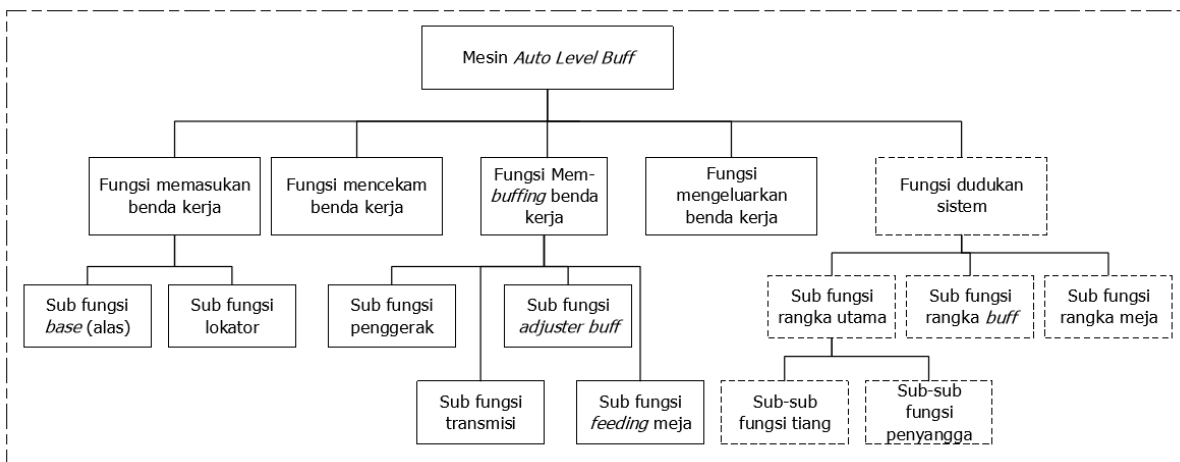 Mesin Auto Level Buff
Fungsi memasukan
benda kerja
Fungsi mencekam
benda kerja
Fungsi Mem-
buffing benda
kerja
Fungsi
mengeluarkan
benda kerja
Fungsi dudukan
sistem
Sub fungsi
base (alas)
Sub fungsi
lokator
Sub fungsi
penggerak
Sub fungsi
adjuster buff
Sub fungsi
rangka utama
Sub fungsi
rangka buff
Sub fungsi
rangka meja
Sub fungsi
transmisi
Sub fungsi
feeding meja
Sub-sub
fungsi tiang
Sub-sub
fungsi
penyangga